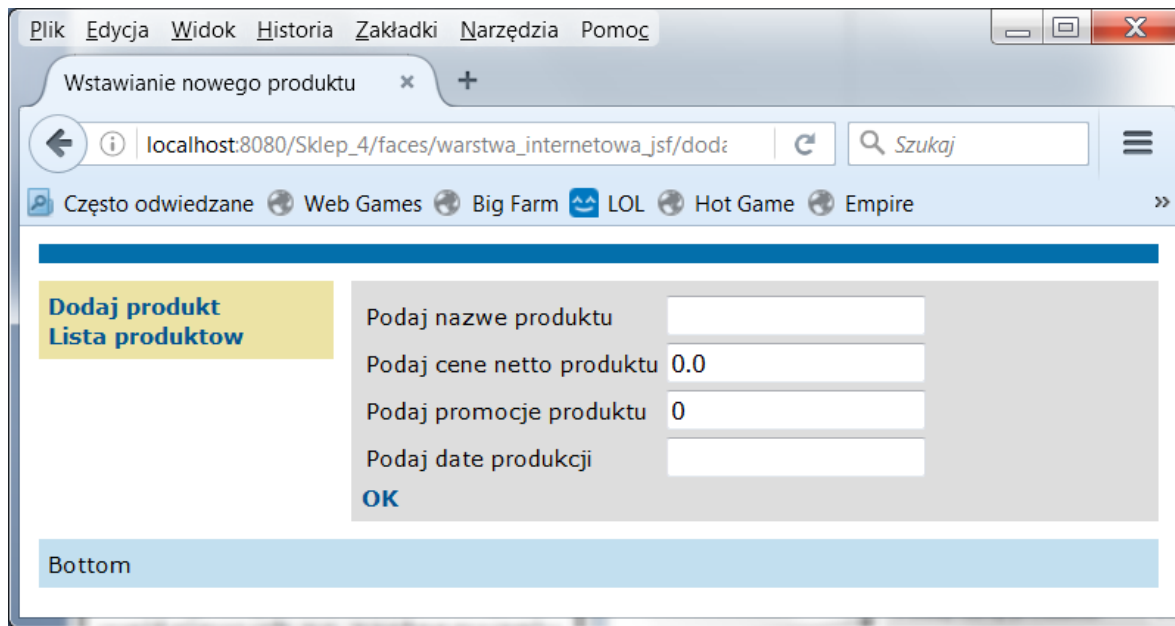 Plik Edycja Widok Historia Zakładki Narzędzia Pomoc
Wstawianie nowego produktu
localhost:8080/Sklep_4/faces/warstwa_internetowa_jsf/doda
Szukaj
Często odwiedzane Web Games Big Farm LOL Hot Game Empire
Dodaj produkt
Lista produktow
Podaj nazwe produktu
Podaj cene netto produktu 0.0
Podaj promocje produktu 0
Podaj date produkcji
OK
Bottom